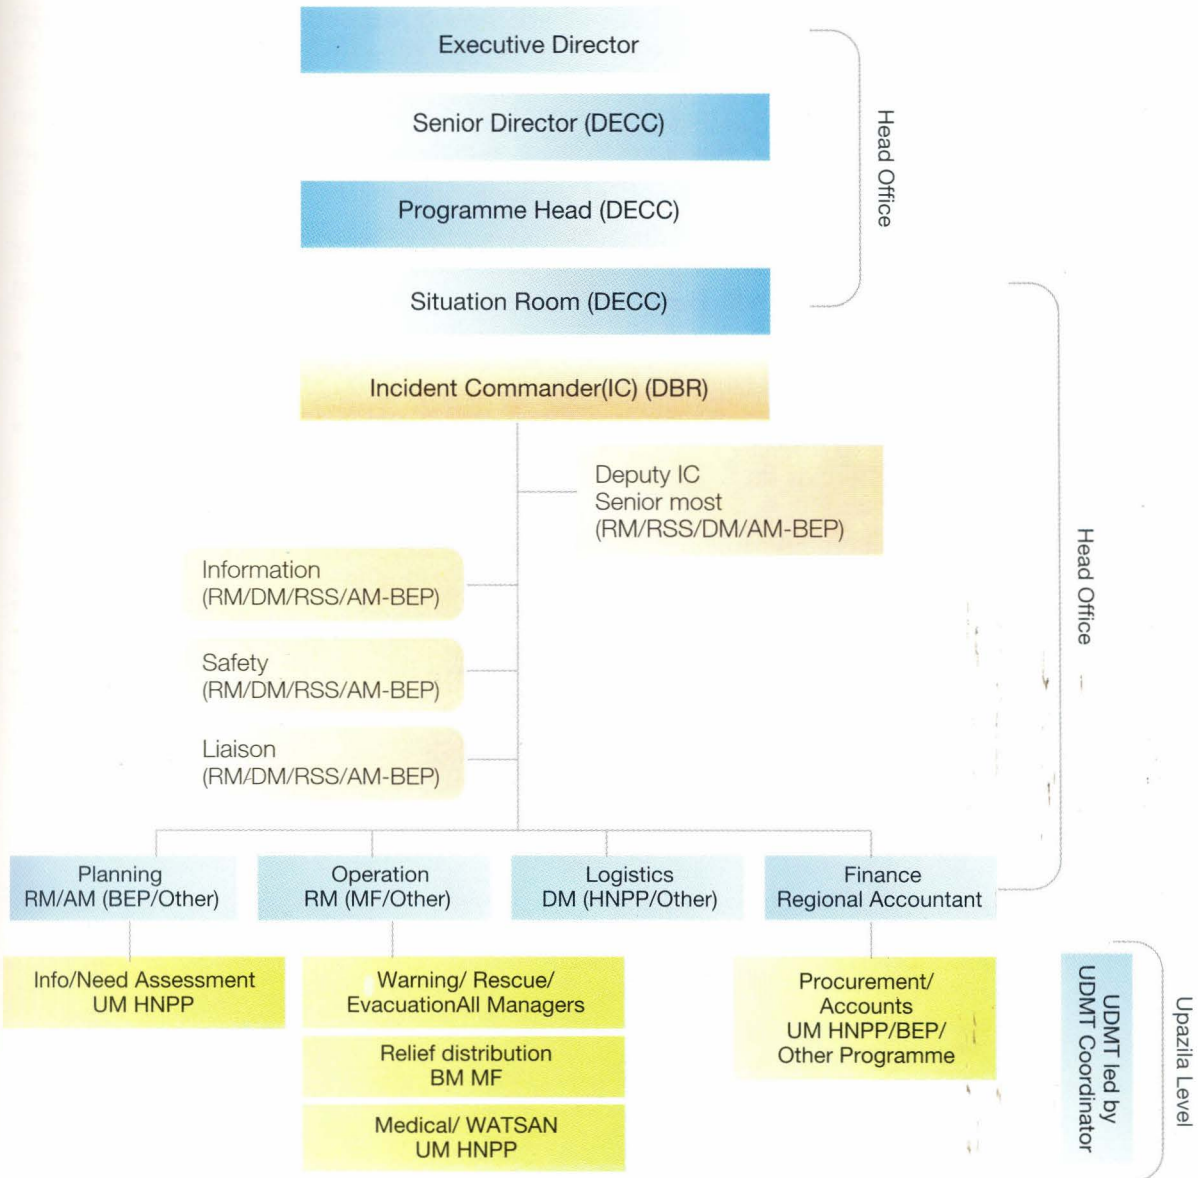 Executive Director
Senior Director (DECC)
Programme Head (DECC)
Situation Room (DECC)
Head Office
Incident Commander(IC) (DBR)
Deputy IC
Senior most
(RM/RSS/DM/AM-BEP)
Information
(RM/DM/RSS/AM-BEP)
Safety
(RM/DM/RSS/AM-BEP)
Liaison
(RM/DM/RSS/AM-BEP)
Head Office
Planning
RM/AM (BEP/Other)
Operation
RM (MF/Other)
Logistics
DM (HNPP/Other)
Finance
Regional Accountant
Info/Need Assessment
UM HNPP
Warning/ Rescue/
EvacuationAll Managers
Relief distribution
BM MF
Medical/ WATSAN
UM HNPP
Procurement/
Accounts
UM HNPP/BEP/
Other Programme
UDMT led by
UDMT Coordinator
Upazila Level